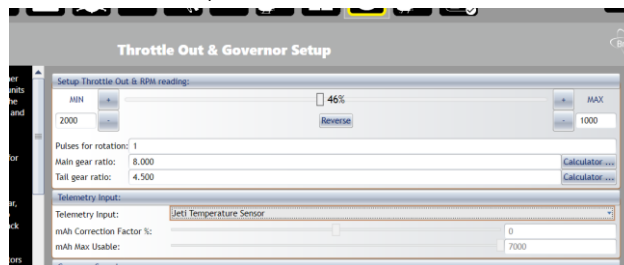 Throttle Out & Governor Setup
Setup Throttle Out & RPM reading:
MIN + 46% + MAX
2000 - Reverse - 1000
Pulses for rotation: 1
Main gear ratio: 8.000 Calculator ...
Tail gear ratio: 4.500 Calculator ...
Telemetry Input:
Telemetry Input: Jeti Temperature Sensor
mAh Correction Factor %: 0
mAh Max Usable: 7000